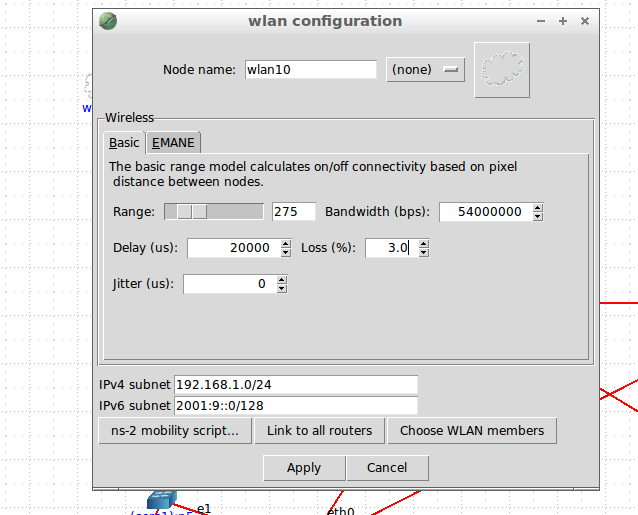 wlan configuration
Node name: wlan10 (none)
w
Wireless
Basic EMANE
The basic range model calculates on/off connectivity based on pixel
distance between nodes.
Range: 275 Bandwidth (bps): 54000000
Delay (us): 20000 Loss (%): 3.0
Jitter (us): 0
IPv4 subnet 192.168.1.0/24
IPv6 subnet 2001:9::0/128
ns-2 mobility script... Link to all routers Choose WLAN members
Apply Cancel
e1
eth0